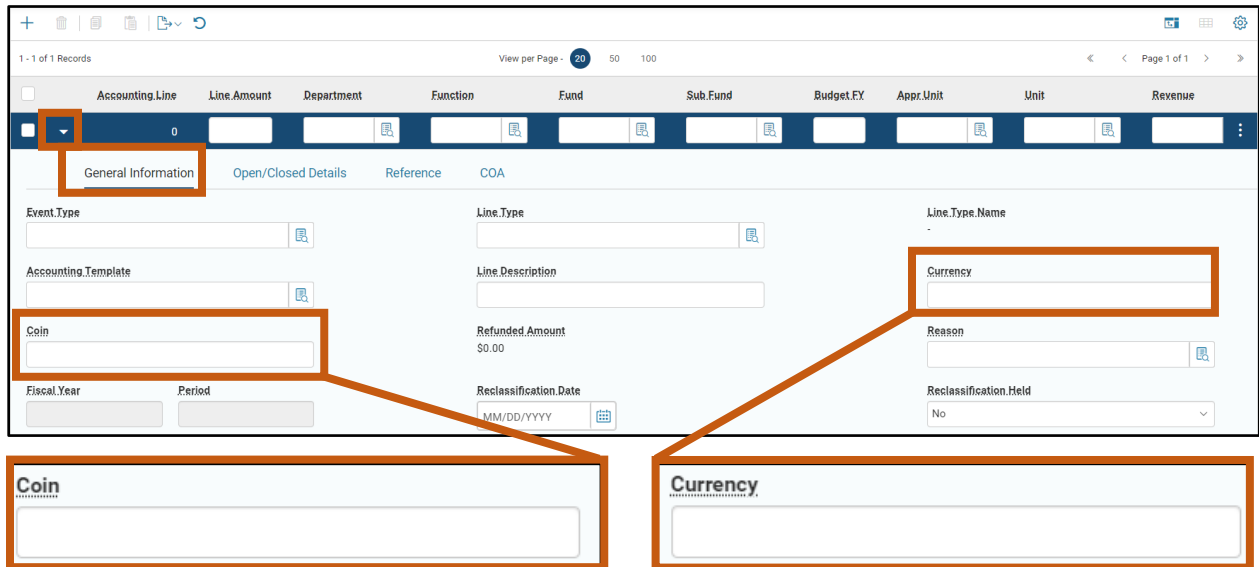 1 - 1 of 1 Records View per Page - 20 50 100 Page 1 of 1
Accounting Line Line Amount Department Function Fund Sub Fund Budget FY Appr Unit Unit Revenue
0
General Information Open/Closed Details Reference COA
Event Type Line Type Line Type Name
-
Accounting Template Line Description Currency
Coin Refunded Amount Reason
$0.00
Fiscal Year Period Reclassification Date Reclassification Held
MM/DD/YYYY No
Coin Currency